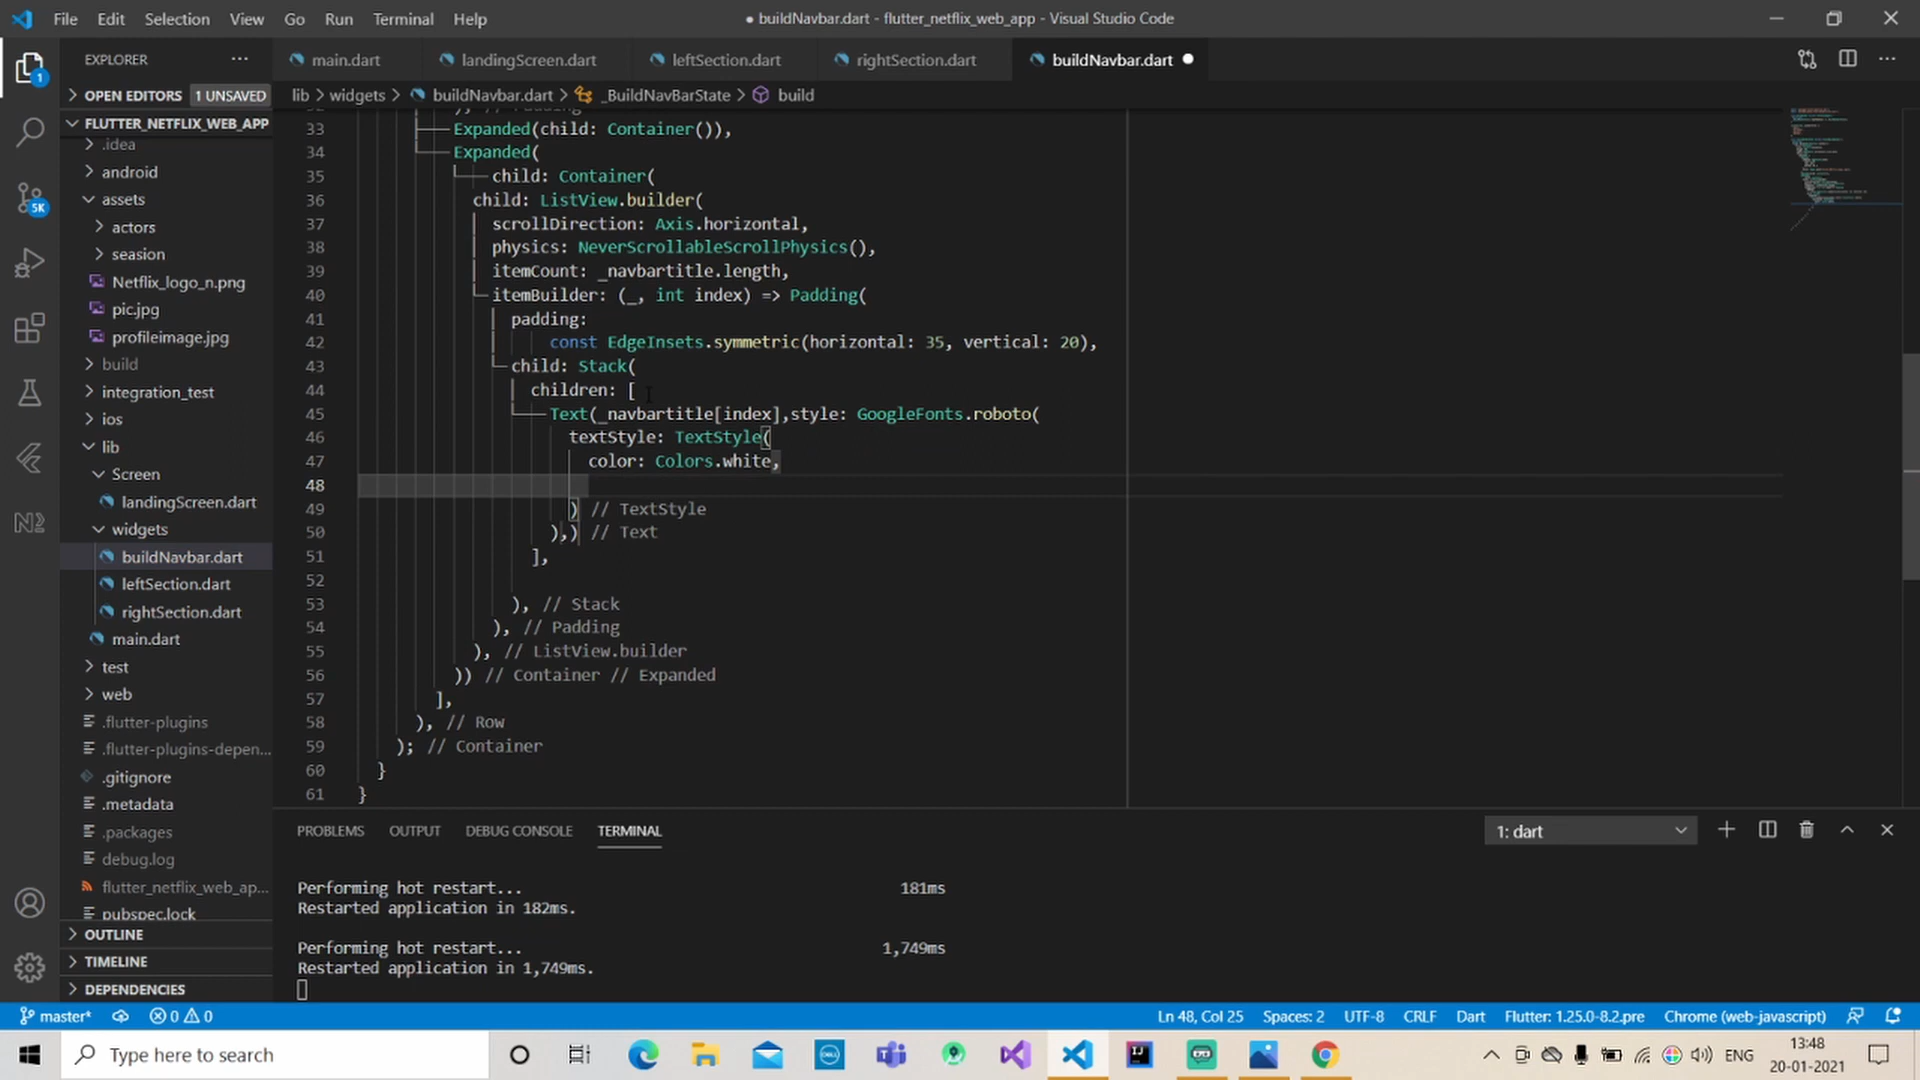 File Edit Selection View Go Run Terminal Help
● buildNavbar.dart - flutter_netflix_web_app - Visual Studio Code
EXPLORER ···
main.dart landingScreen.dart leftSection.dart rightSection.dart buildNavbar.dart ●
OPEN EDITORS 1 UNSAVED
lib > widgets > buildNavbar.dart > _BuildNavBarState > build
FLUTTER_NETFLIX_WEB_APP
.idea
android
assets
actors
seasion
Netflix_logo_n.png
pic.jpg
profileimage.jpg
build
integration_test
ios
lib
Screen
landingScreen.dart
widgets
buildNavbar.dart
leftSection.dart
rightSection.dart
main.dart
test
web
.flutter-plugins
.flutter-plugins-depen...
.gitignore
.metadata
.packages
debug.log
flutter_netflix_web_ap...
pubspec.lock
OUTLINE
TIMELINE
DEPENDENCIES
1
5K
33 Expanded(child: Container()),
34 Expanded(
35 child: Container(
36 child: ListView.builder(
37 scrollDirection: Axis.horizontal,
38 physics: NeverScrollableScrollPhysics(),
39 itemCount: _navbartitle.length,
40 itemBuilder: (_, int index) => Padding(
41 padding:
42 const EdgeInsets.symmetric(horizontal: 35, vertical: 20),
43 child: Stack(
44 children: [
45 Text(_navbartitle[index],style: GoogleFonts.roboto(
46 textStyle: TextStyle(
47 color: Colors.white,
48
49 ) // TextStyle
50 ),) // Text
51 ],
52
53 ), // Stack
54 ), // Padding
55 ), // ListView.builder
56 )) // Container // Expanded
57 ],
58 ), // Row
59 ); // Container
60 }
61 }
PROBLEMS OUTPUT DEBUG CONSOLE TERMINAL
1: dart
Performing hot restart... 181ms
Restarted application in 182ms.
Performing hot restart... 1,749ms
Restarted application in 1,749ms.
master* 0 0
Ln 48, Col 25 Spaces: 2 UTF-8 CRLF Dart Flutter: 1.25.0-8.2.pre Chrome (web-javascript)
Type here to search
ENG
13:48
20-01-2021